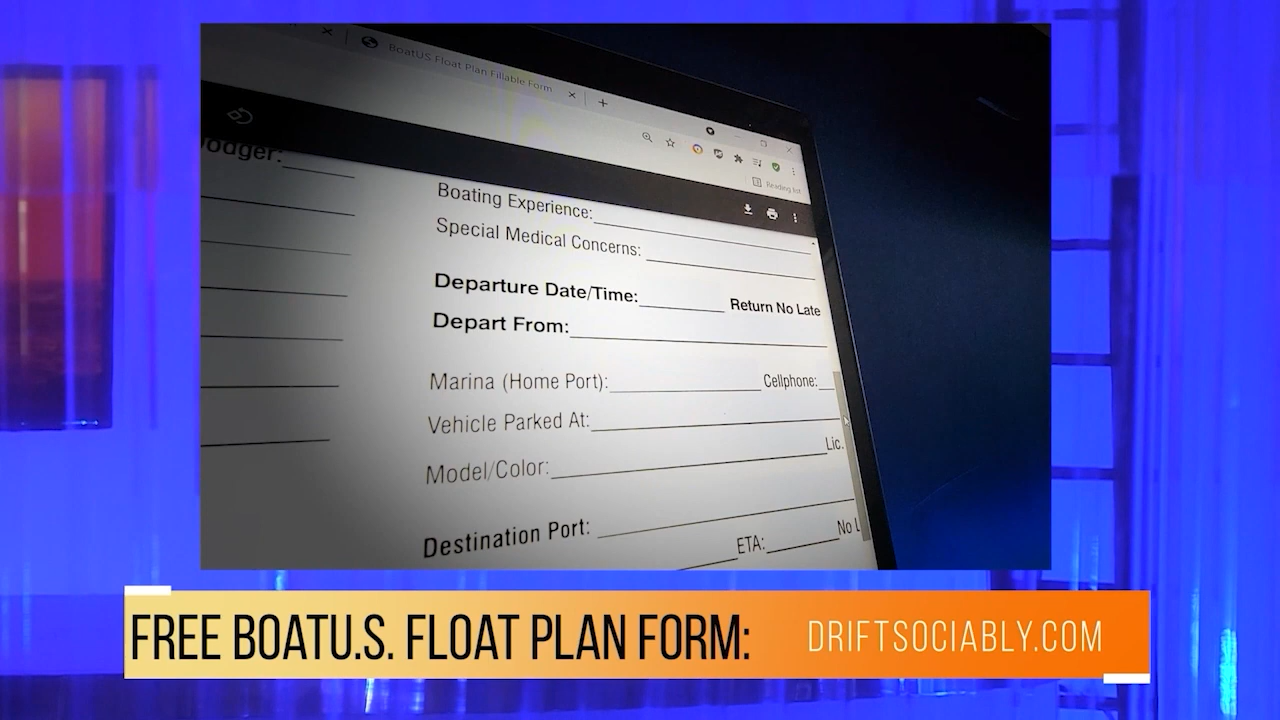 BoatUS Float Plan Fillable Form
Reading list
odger:
Boating Experience:
Special Medical Concerns:
Departure Date/Time: Return No Late
Depart From:
Marina (Home Port): Cellphone:
Vehicle Parked At:
Lic.
Model/Color:
Destination Port:
ETA: No L
FREE BOATU.S. FLOAT PLAN FORM: DRIFTSOCIABLY.COM